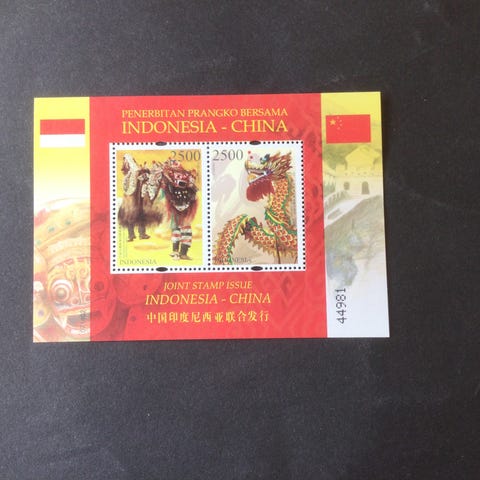 PENERBITAN PRANGKO BERSAMA
INDONESIA - CHINA
2500
2500
INDONESIA
INDONESIA
JOINT STAMP ISSUE
INDONESIA - CHINA
中国印度尼西亚联合发行
44981